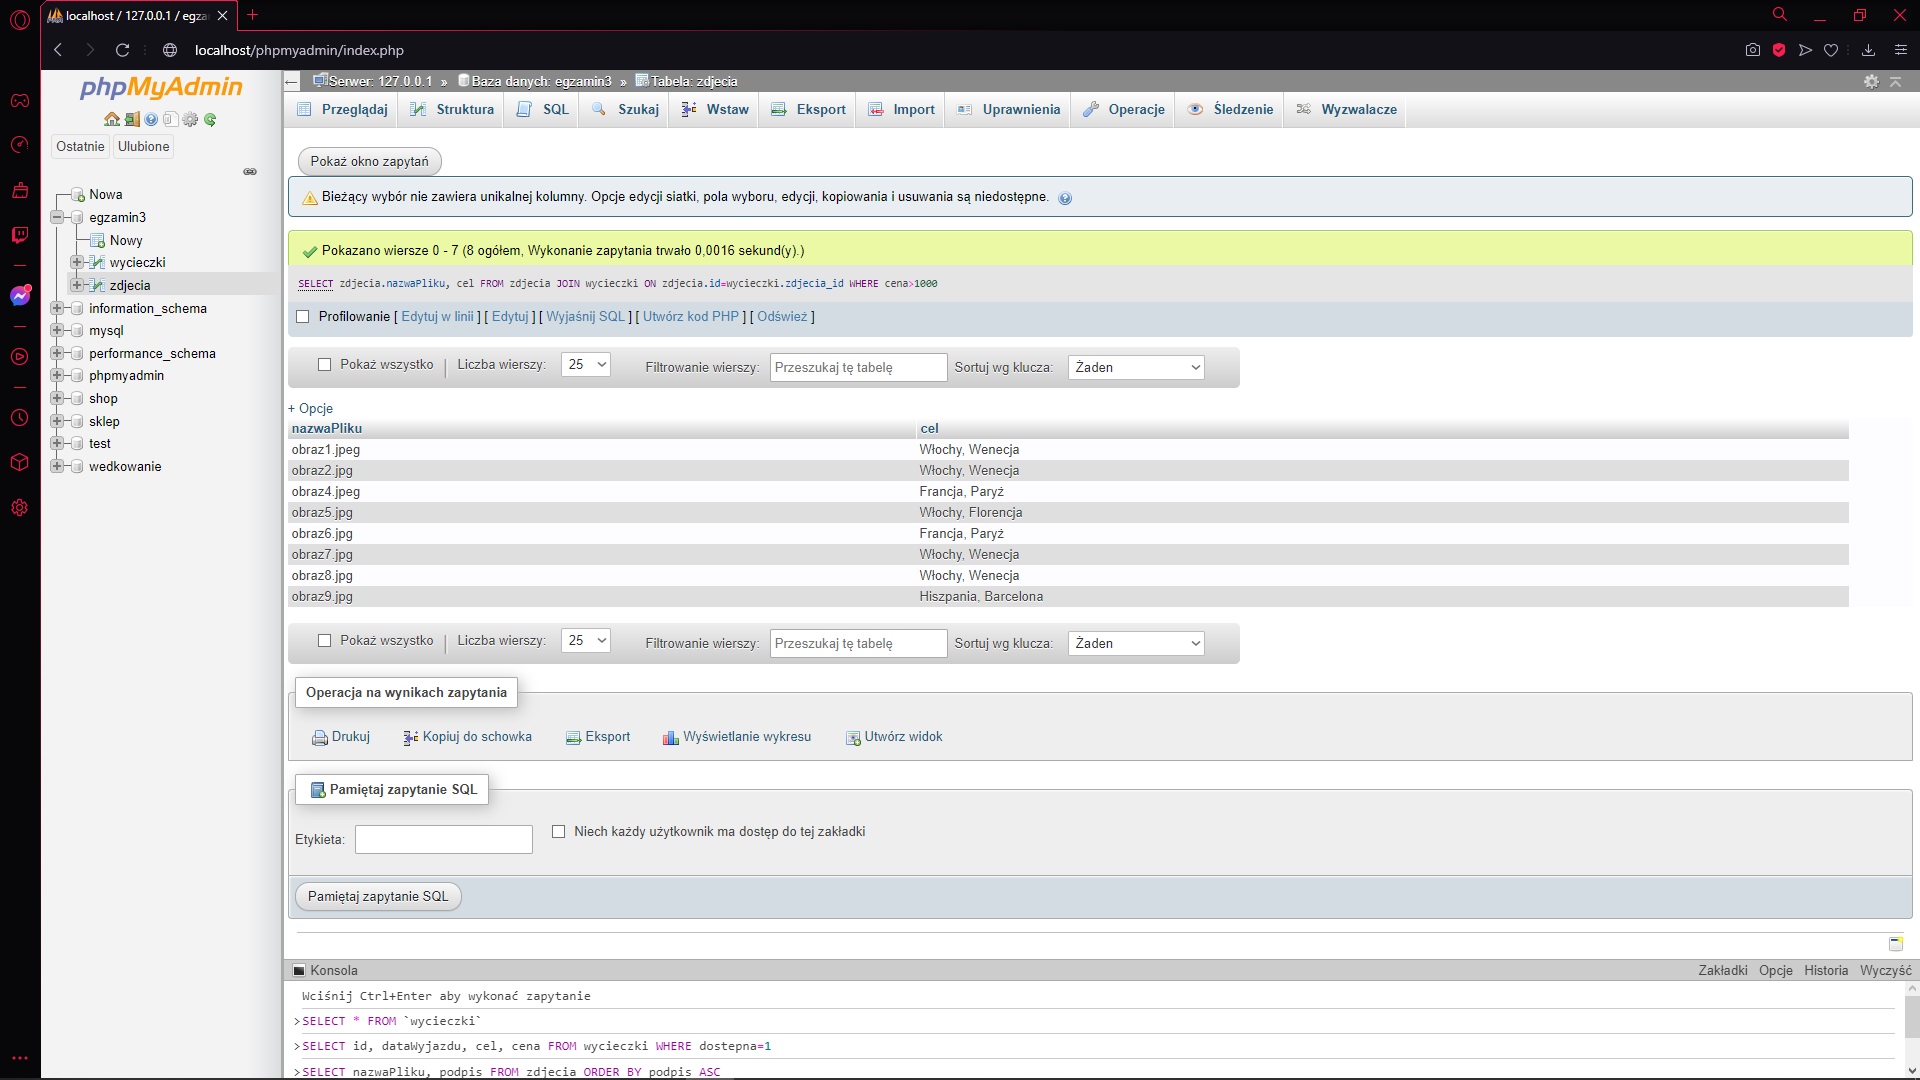 localhost / 127.0.0.1 / egza
localhost/phpmyadmin/index.php
phpMyAdmin
Ostatnie Ulubione
Nowa
egzamin3
Nowy
wycieczki
zdjecia
information_schema
mysql
performance_schema
phpmyadmin
shop
sklep
test
wedkowanie
Serwer: 127.0.0.1 » Baza danych: egzamin3 » Tabela: zdjecia
Przeglądaj Struktura SQL Szukaj Wstaw Eksport Import Uprawnienia Operacje Śledzenie Wyzwalacze
Pokaż okno zapytań
Bieżący wybór nie zawiera unikalnej kolumny. Opcje edycji siatki, pola wyboru, edycji, kopiowania i usuwania są niedostępne.
Pokazano wiersze 0 - 7 (8 ogółem, Wykonanie zapytania trwało 0,0016 sekund(y).)
SELECT zdjecia.nazwaPliku, cel FROM zdjecia JOIN wycieczki ON zdjecia.id=wycieczki.zdjecia_id WHERE cena>1000
Profilowanie [ Edytuj w linii ] [ Edytuj ] [ Wyjaśnij SQL ] [ Utwórz kod PHP ] [ Odśwież ]
Pokaż wszystko Liczba wierszy: 25 Filtrowanie wierszy: Przeszukaj tę tabelę Sortuj wg klucza: Żaden
+ Opcje
nazwaPliku cel
obraz1.jpeg Włochy, Wenecja
obraz2.jpg Włochy, Wenecja
obraz4.jpeg Francja, Paryż
obraz5.jpg Włochy, Florencja
obraz6.jpg Francja, Paryż
obraz7.jpg Włochy, Wenecja
obraz8.jpg Włochy, Wenecja
obraz9.jpg Hiszpania, Barcelona
Pokaż wszystko Liczba wierszy: 25 Filtrowanie wierszy: Przeszukaj tę tabelę Sortuj wg klucza: Żaden
Operacja na wynikach zapytania
Drukuj Kopiuj do schowka Eksport Wyświetlanie wykresu Utwórz widok
Pamiętaj zapytanie SQL
Etykieta: Niech każdy użytkownik ma dostęp do tej zakładki
Pamiętaj zapytanie SQL
Konsola Zakładki Opcje Historia Wyczyść
Wciśnij Ctrl+Enter aby wykonać zapytanie
>SELECT * FROM `wycieczki`
>SELECT id, dataWyjazdu, cel, cena FROM wycieczki WHERE dostepna=1
>SELECT nazwaPliku, podpis FROM zdjecia ORDER BY podpis ASC